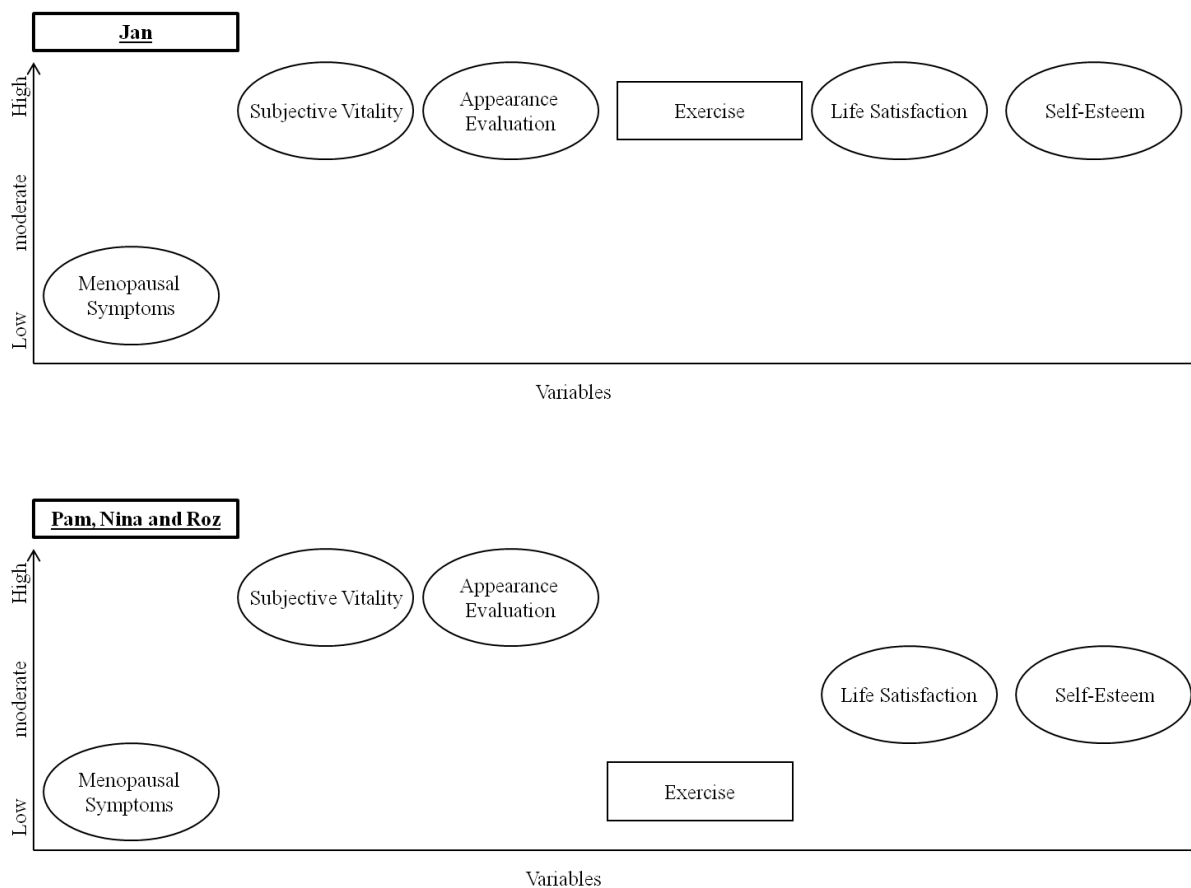 Jan
High
moderate
Low
Subjective Vitality
Appearance
Evaluation
Exercise
Life Satisfaction
Self-Esteem
Menopausal
Symptoms
Variables
Pam, Nina and Roz
High
moderate
Low
Subjective Vitality
Appearance
Evaluation
Life Satisfaction
Self-Esteem
Menopausal
Symptoms
Exercise
Variables